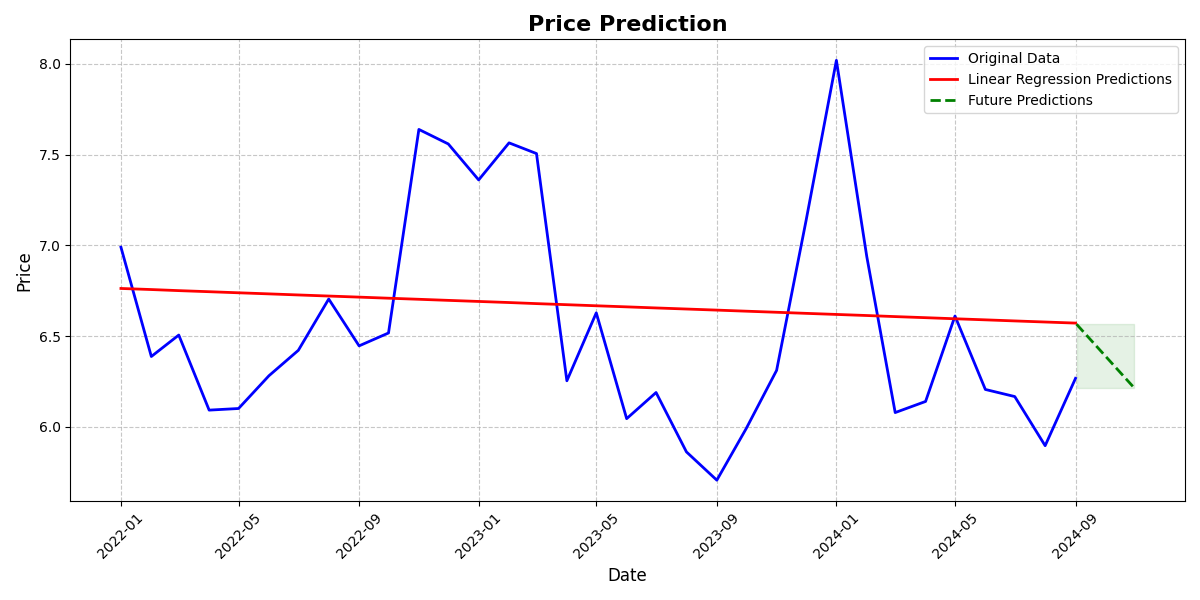 Price Prediction
Original Data
Linear Regression Predictions
Future Predictions
Price
8.0
7.5
7.0
6.5
6.0
2022-01
2022-05
2022-09
2023-01
2023-05
2023-09
2024-01
2024-05
2024-09
Date